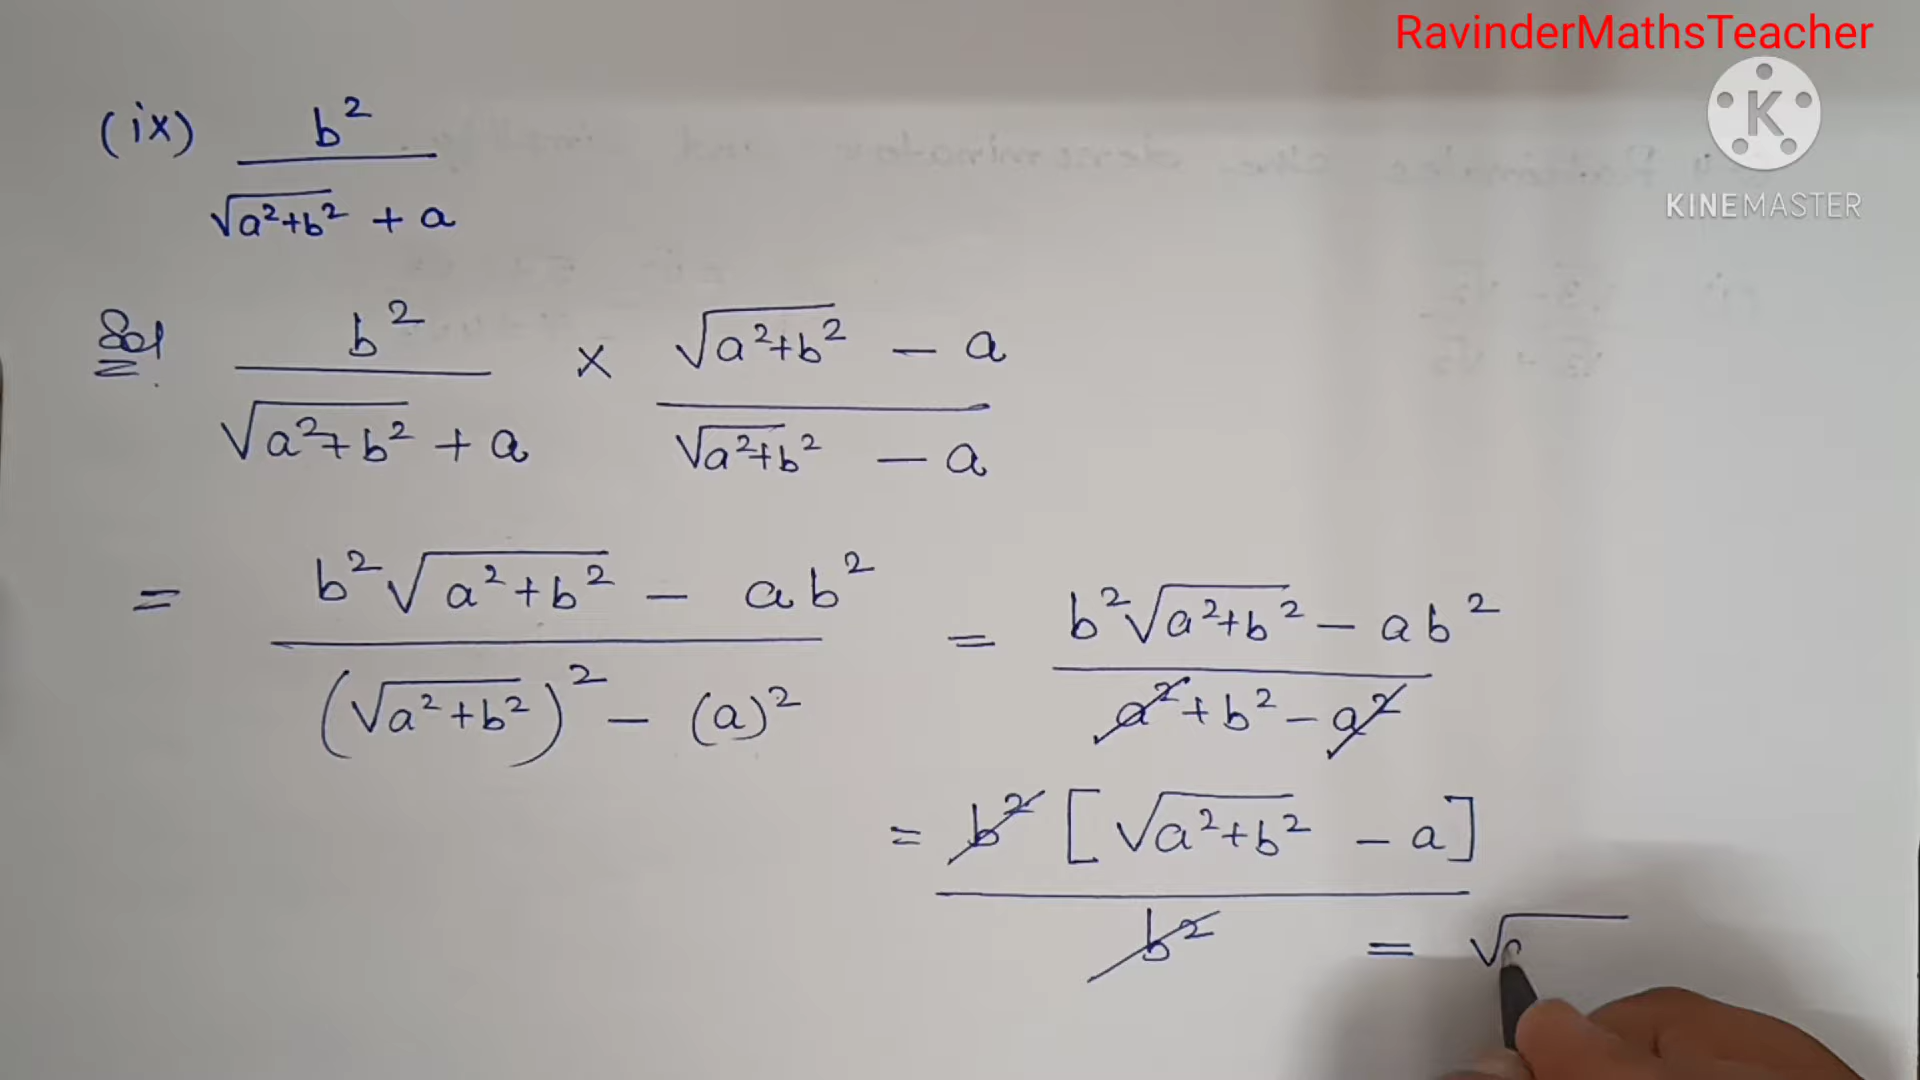 RavinderMathsTeacher
K
KINEMASTER
(ix) b² / (√(a²+b²) + a)
Sol. b² / (√(a²+b²) + a) × (√(a²+b²) - a) / (√(a²+b²) - a)
= (b²√(a²+b²) - ab²) / ((√(a²+b²))² - (a)²) = (b²√(a²+b²) - ab²) / (a²+b²-a²)
= b² [√(a²+b²) - a] / b²
= √